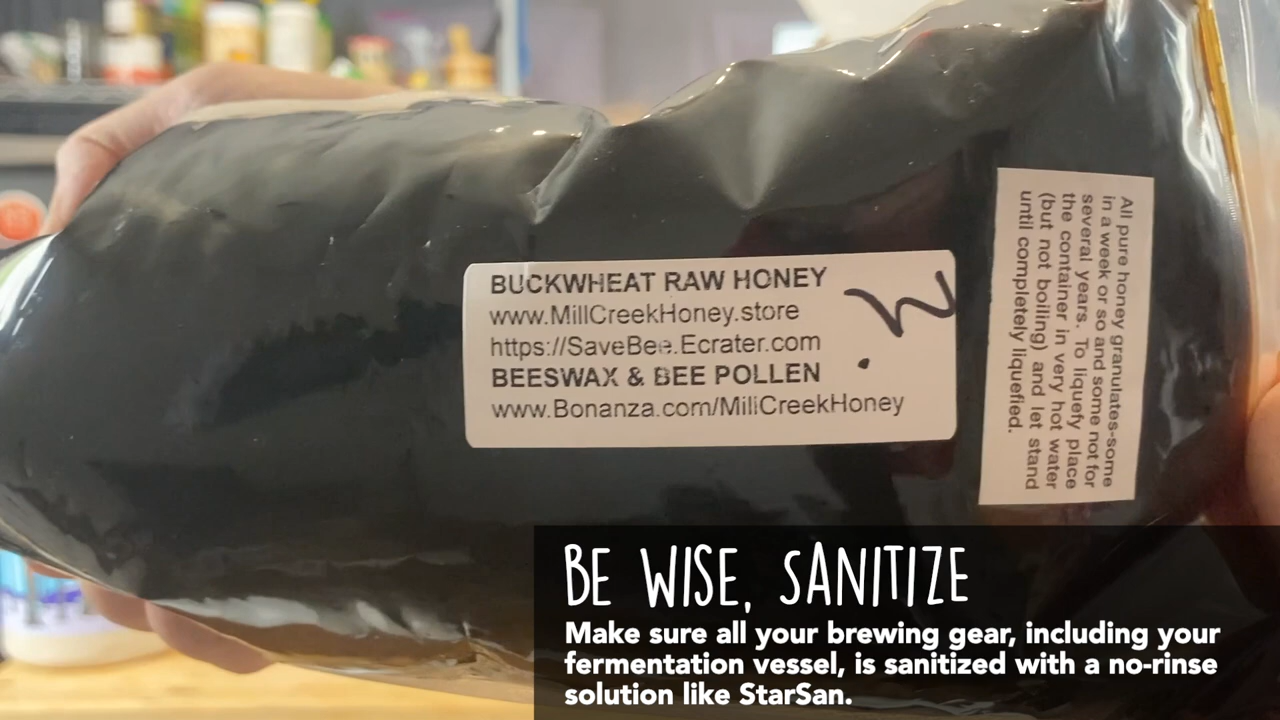 BUCKWHEAT RAW HONEY
www.MillCreekHoney.store
https://SaveBee.Ecrater.com
BEESWAX & BEE POLLEN
www.Bonanza.com/MillCreekHoney
All pure honey granulates-some
in a week or so and some not for
several years. To liquefy place
the container in very hot water
(but not boiling) and let stand
until completely liquefied.
BE WISE, SANITIZE
Make sure all your brewing gear, including your
fermentation vessel, is sanitized with a no-rinse
solution like StarSan.